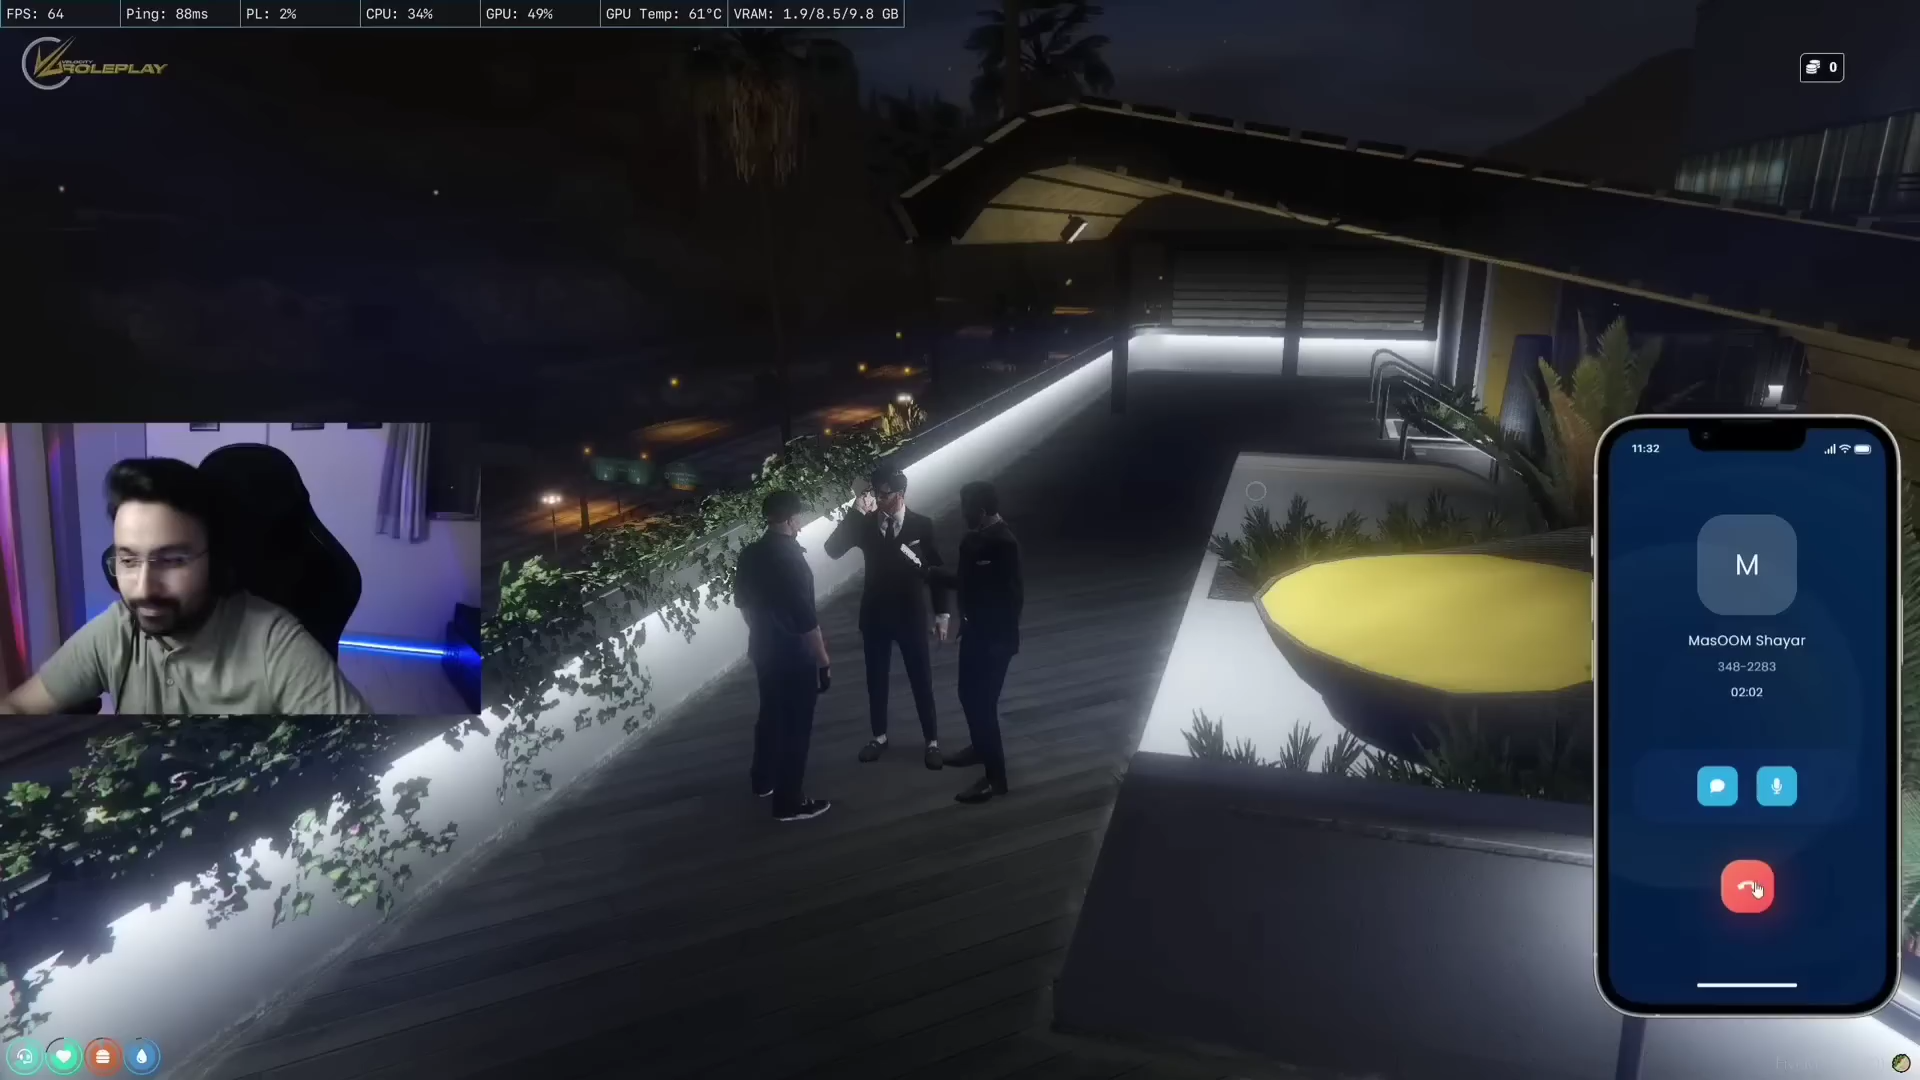 FPS: 64
Ping: 88ms
PL: 2%
CPU: 34%
GPU: 49%
GPU Temp: 61°C
VRAM: 1.9/8.5/9.8 GB
VELOCITY
ROLEPLAY
0
11:32
M
MasOOM Shayar
348-2283
02:02